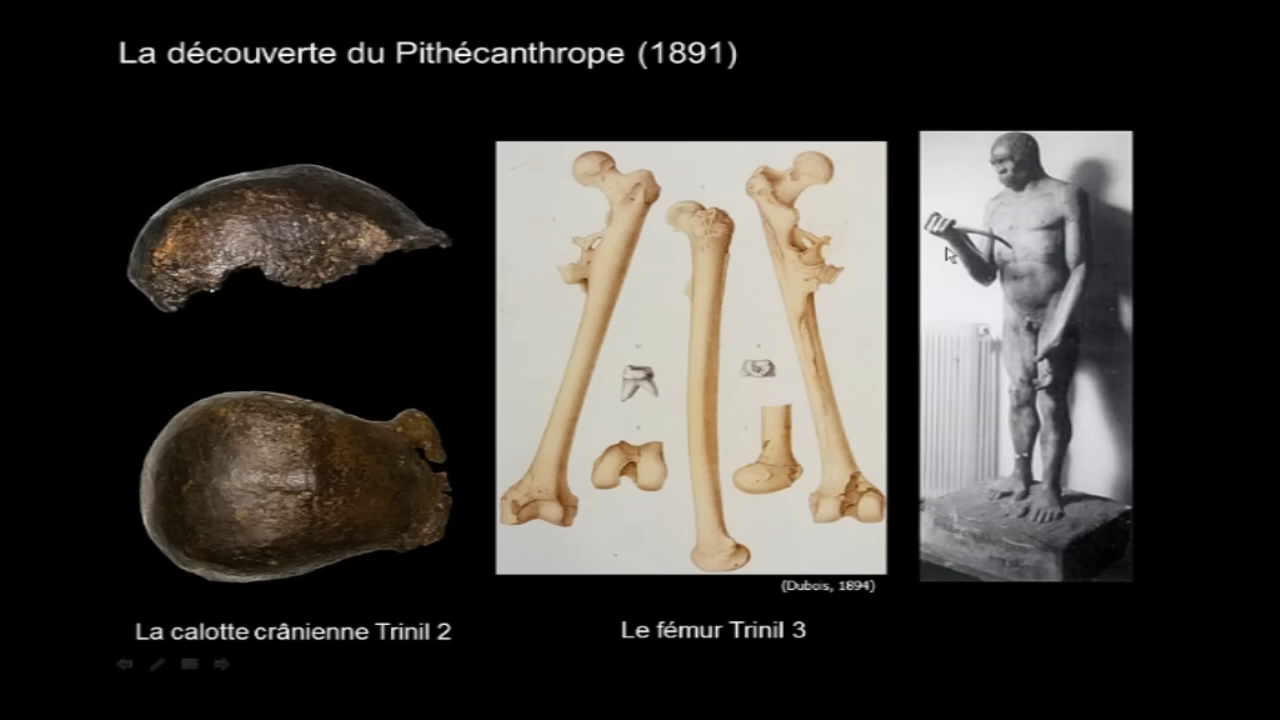 La découverte du Pithécanthrope (1891)
(Dubois, 1894)
La calotte crânienne Trinil 2
Le fémur Trinil 3